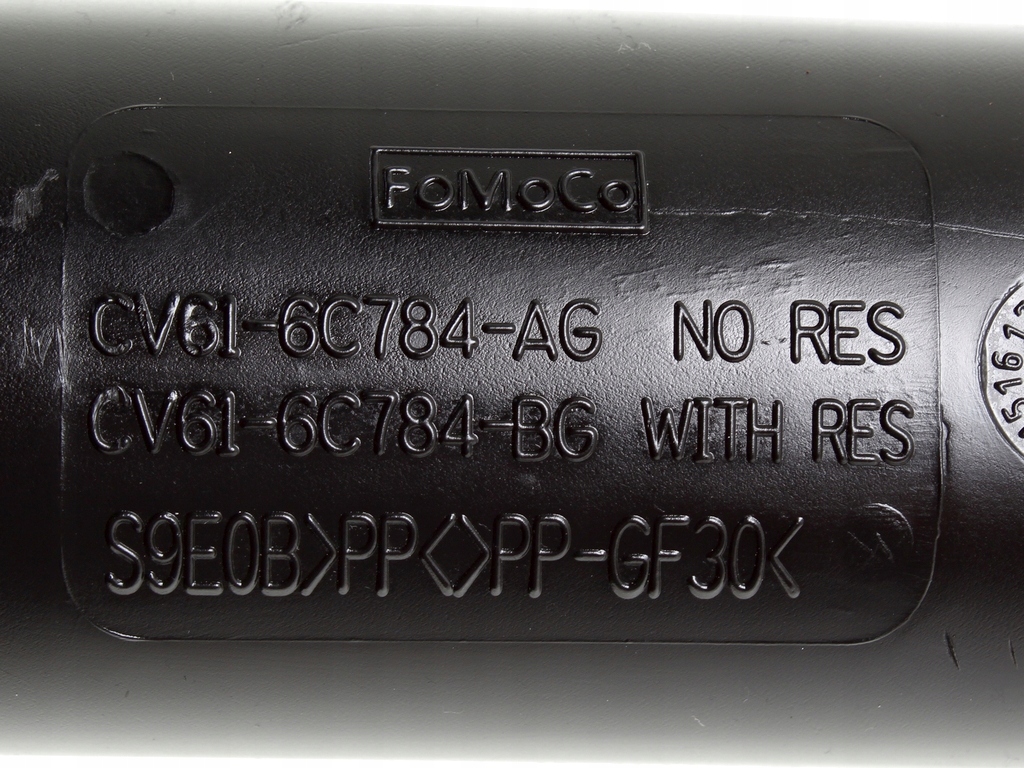 FoMoCo
CV61-6C784-AG NO RES
CV61-6C784-BG WITH RES
S9E0B>PP<>PP-GF30<